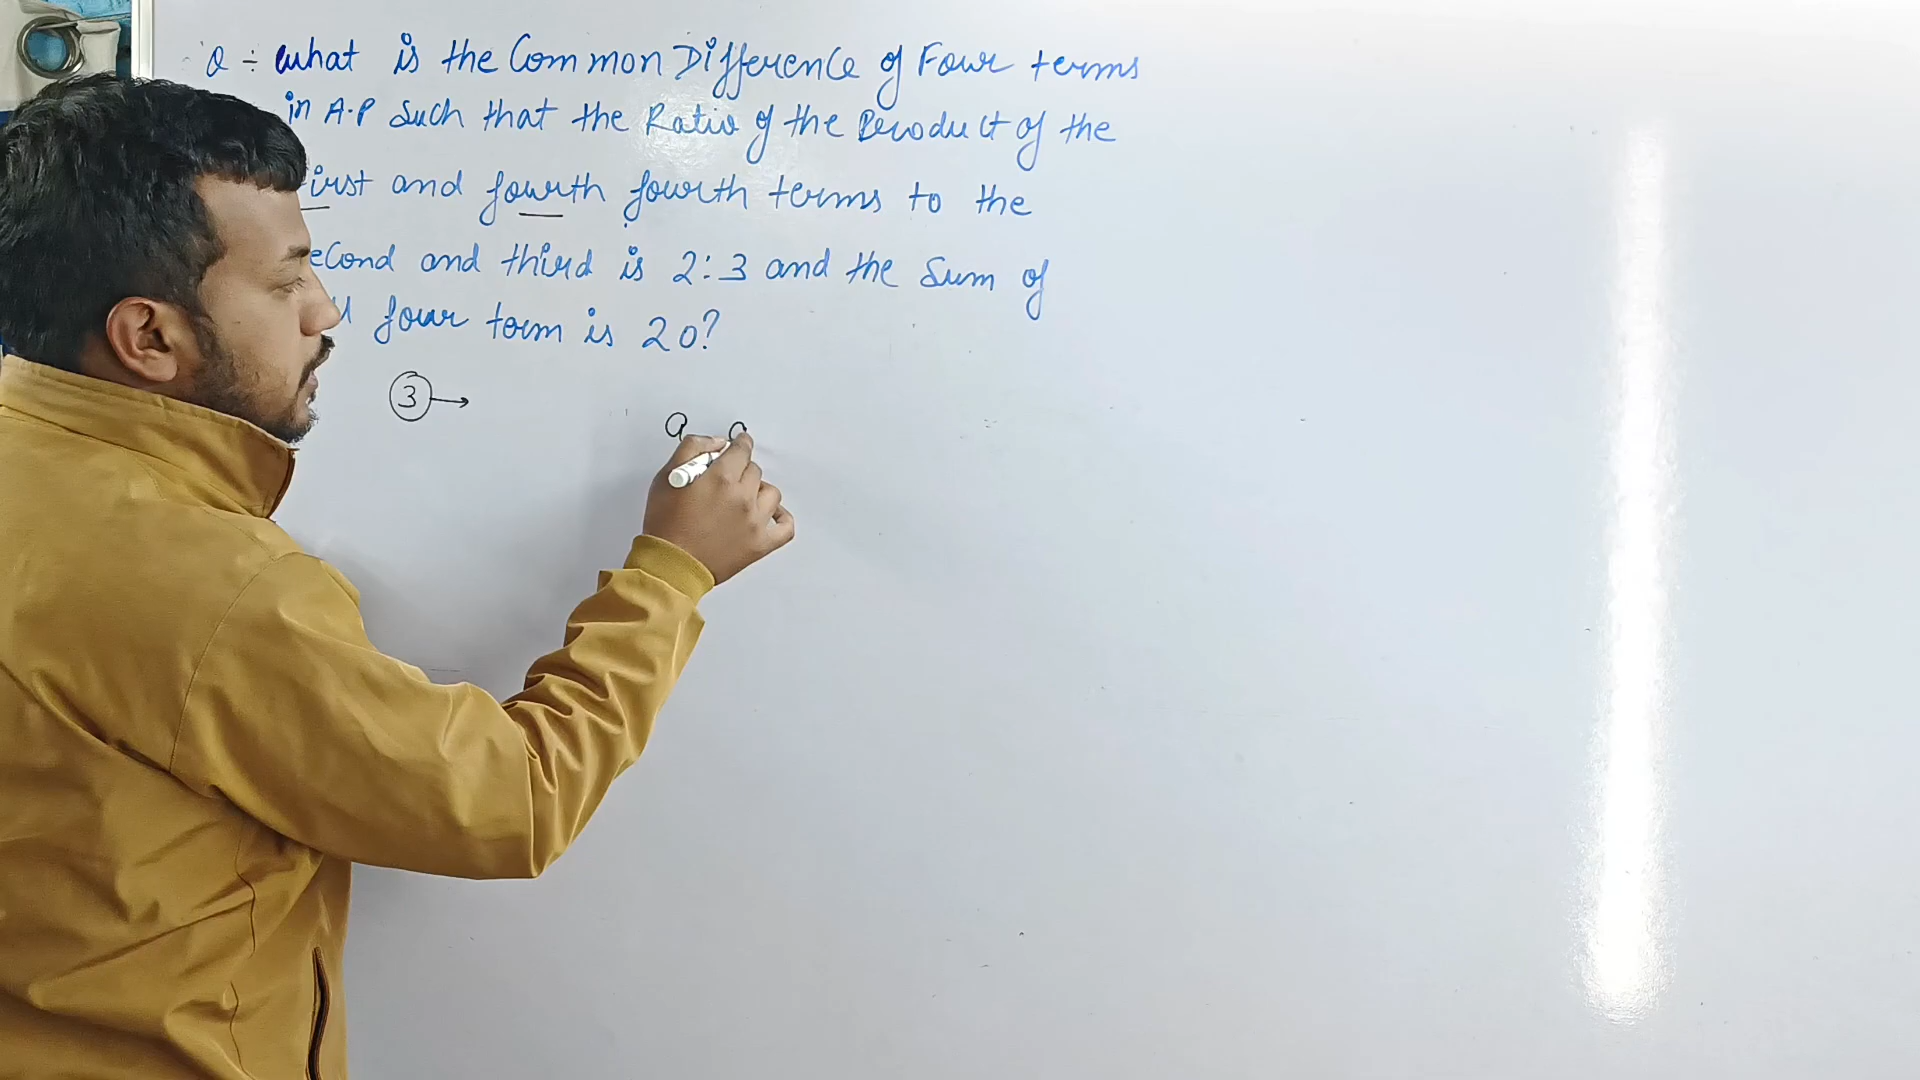 Q ÷ what is the Common Difference of Four terms
in A.P Such that the Ratio of the Product of the
irst and fourth fourth terms to the
econd and third is 2:3 and the Sum of
four term is 20?
3 →
a a